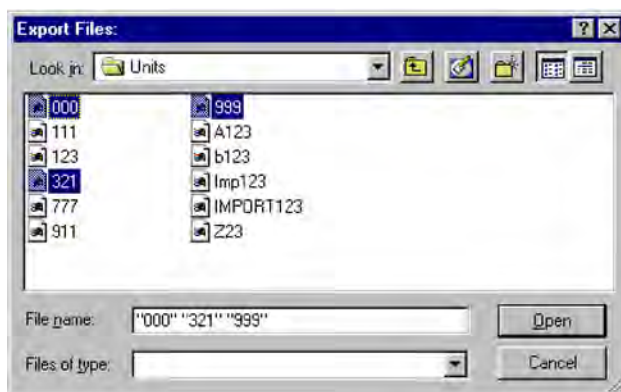 Export Files:
Look in: Units
000
111
123
321
777
911
999
A123
b123
Imp123
IMPORT123
Z23
File name: "000" "321" "999"
Open
Files of type:
Cancel